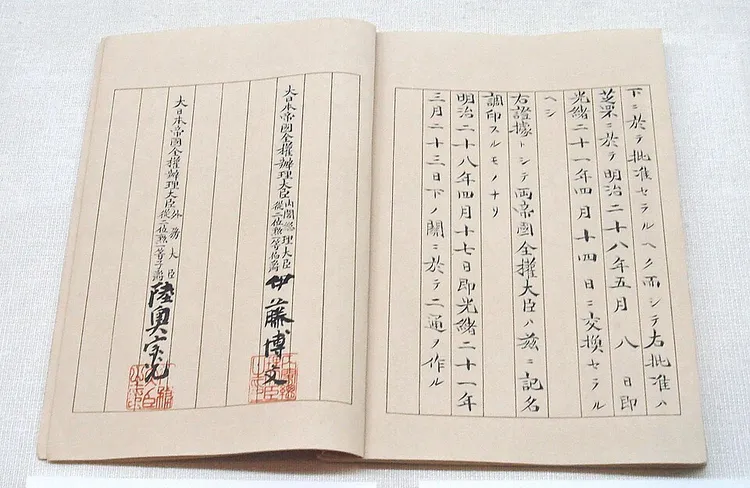 下ニ於テ批准セラルヘク而シテ右批准ハ
芝罘ニ於テ明治二十八年五月八日即
光緒二十一年四月十四日ニ交換セラル
ヘシ
右證據トシテ両帝國全權大臣ハ茲ニ記名
調印スルモノナリ
明治二十八年四月十七日即光緒二十一年
三月二十三日下ノ關ニ於テ二通ヲ作ル
大日本帝國全權辦理大臣内閣總理大臣從二位勲一等伯爵伊藤博文
大日本帝國全權辦理大臣外務大臣從二位勲一等子爵陸奥宗光